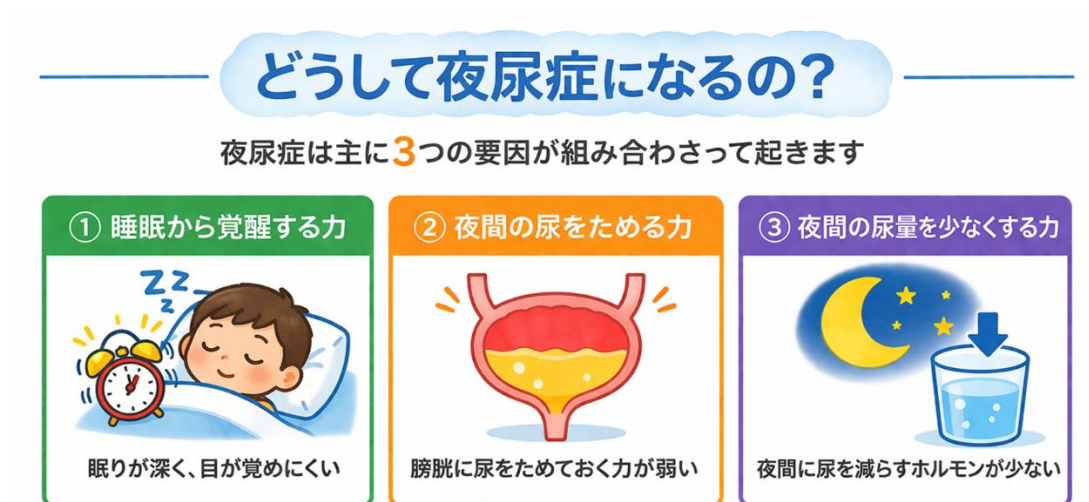 どうして夜尿症になるの？
夜尿症は主に3つの要因が組み合わさって起きます
① 睡眠から覚醒する力
② 夜間の尿をためる力
③ 夜間の尿量を少なくする力
ZZz
眠りが深く、目が覚めにくい
膀胱に尿をためておく力が弱い
夜間に尿を減らすホルモンが少ない